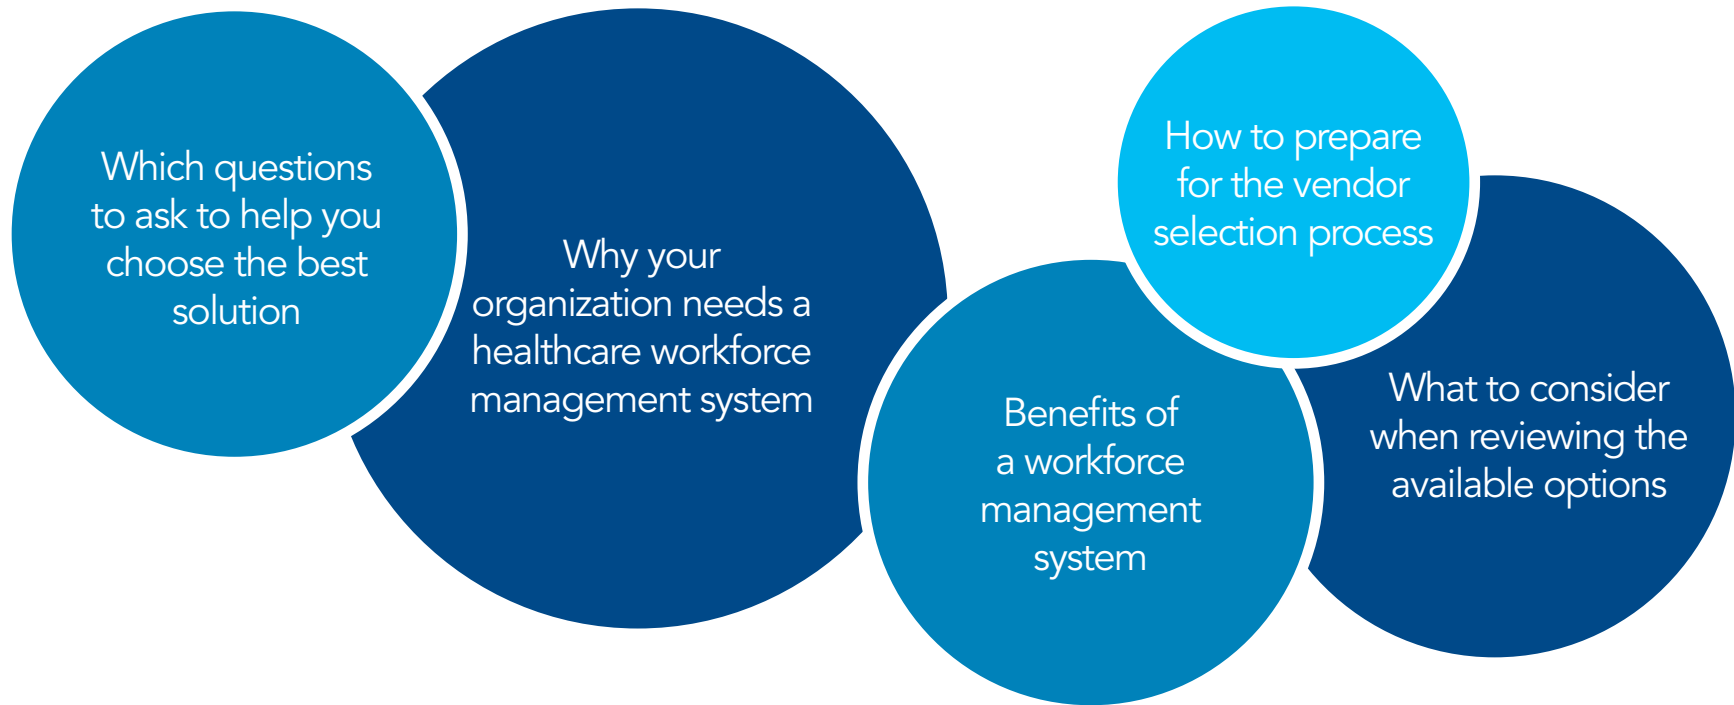 Which questions
to ask to help you
choose the best
solution
Why your
organization needs a
healthcare workforce
management system
Benefits of
a workforce
management
system
How to prepare
for the vendor
selection process
What to consider
when reviewing the
available options